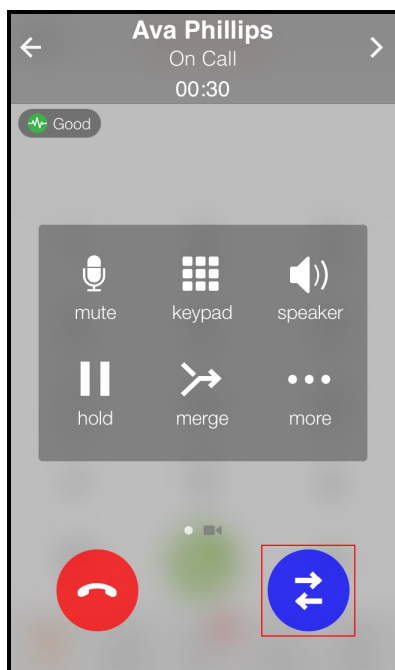 Ava Phillips
On Call
00:30
Good
mute keypad speaker
hold merge more